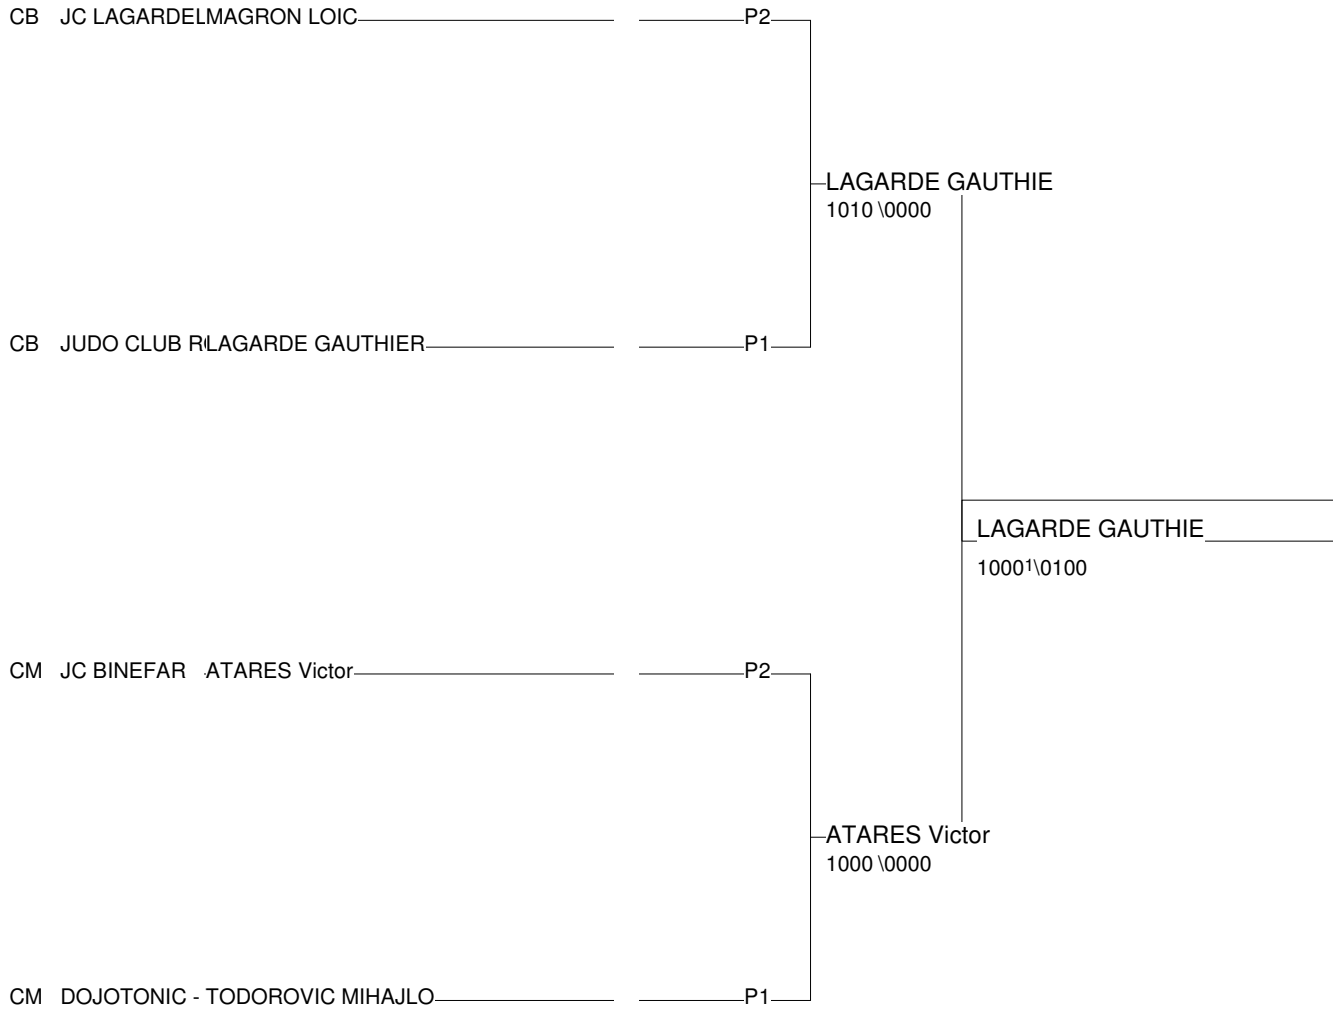 CB JC LAGARDELMAGRON LOIC P2
LAGARDE GAUTHIE
1010 \0000
CB JUDO CLUB R LAGARDE GAUTHIER P1
LAGARDE GAUTHIE
1000¹\0100
CM JC BINEFAR ATARES Victor P2
ATARES Victor
1000 \0000
CM DOJOTONIC - TODOROVIC MIHAJLO P1